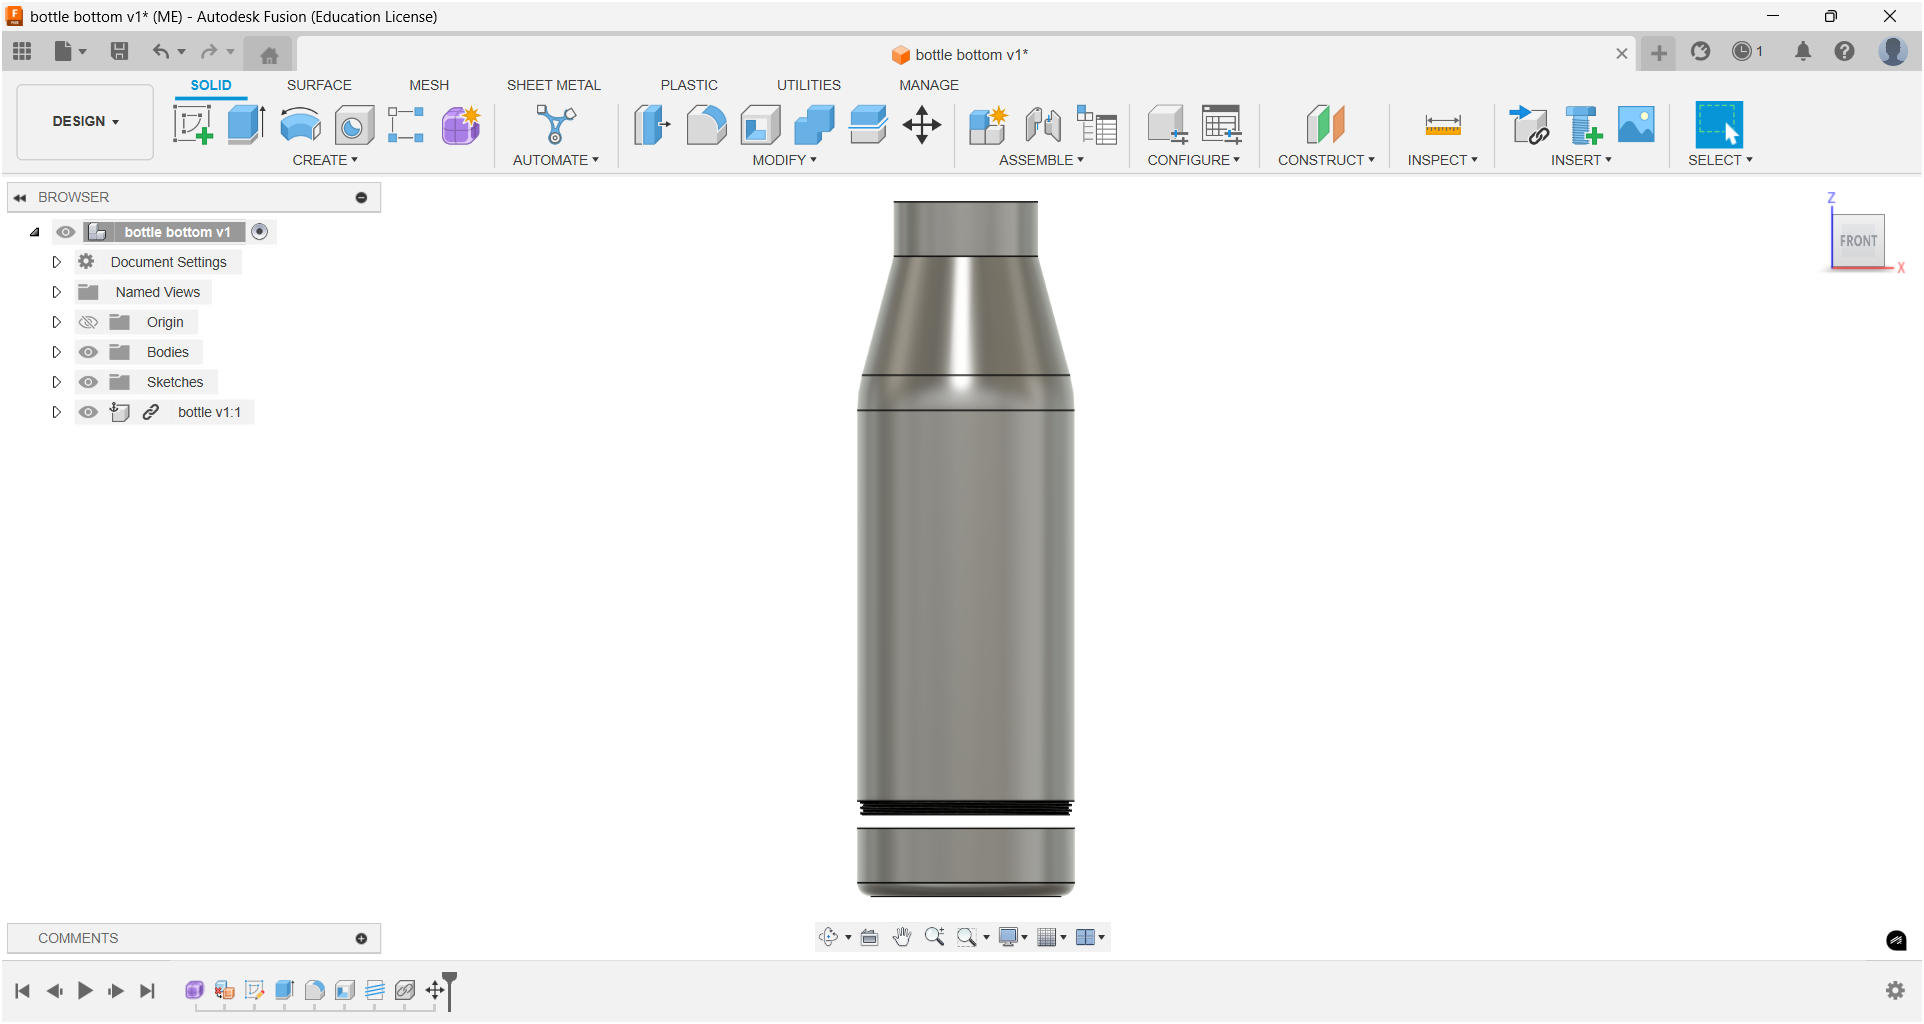 bottle bottom v1* (ME) - Autodesk Fusion (Education License)
bottle bottom v1*
1
DESIGN
SOLID SURFACE MESH SHEET METAL PLASTIC UTILITIES MANAGE
CREATE AUTOMATE MODIFY ASSEMBLE CONFIGURE CONSTRUCT INSPECT INSERT SELECT
BROWSER
bottle bottom v1
Document Settings
Named Views
Origin
Bodies
Sketches
bottle v1:1
Z
FRONT
X
COMMENTS